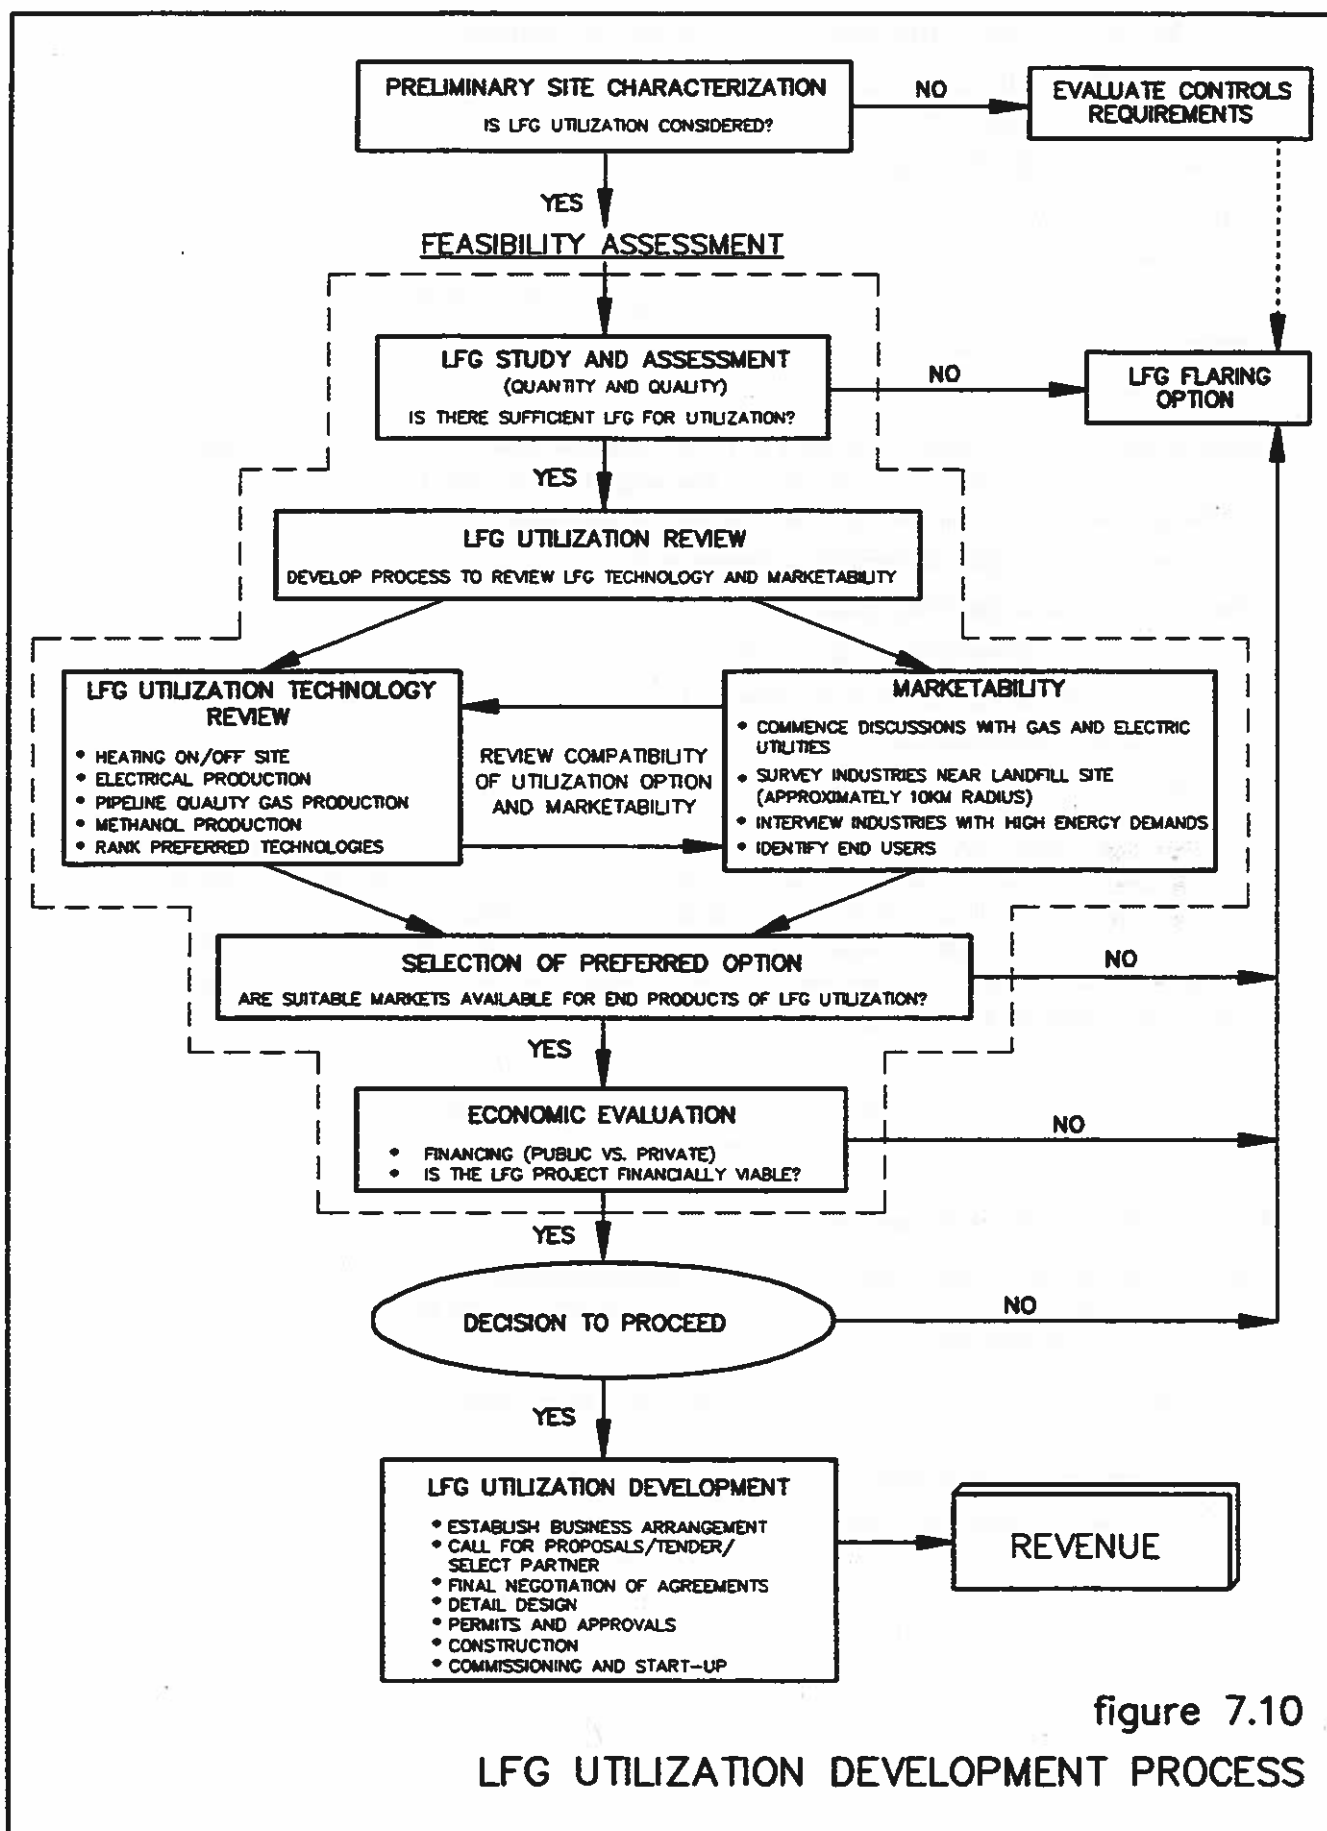 PRELIMINARY SITE CHARACTERIZATION
IS LFG UTILIZATION CONSIDERED?
NO
EVALUATE CONTROLS
REQUIREMENTS
YES
FEASIBILITY ASSESSMENT
LFG STUDY AND ASSESSMENT
(QUANTITY AND QUALITY)
IS THERE SUFFICIENT LFG FOR UTILIZATION?
NO
LFG FLARING
OPTION
YES
LFG UTILIZATION REVIEW
DEVELOP PROCESS TO REVIEW LFG TECHNOLOGY AND MARKETABILITY
LFG UTILIZATION TECHNOLOGY
REVIEW
• HEATING ON/OFF SITE
• ELECTRICAL PRODUCTION
• PIPELINE QUALITY GAS PRODUCTION
• METHANOL PRODUCTION
• RANK PREFERRED TECHNOLOGIES
REVIEW COMPATIBILITY
OF UTILIZATION OPTION
AND MARKETABILITY
MARKETABILITY
• COMMENCE DISCUSSIONS WITH GAS AND ELECTRIC
UTILITIES
• SURVEY INDUSTRIES NEAR LANDFILL SITE
(APPROXIMATELY 10KM RADIUS)
• INTERVIEW INDUSTRIES WITH HIGH ENERGY DEMANDS
• IDENTIFY END USERS
SELECTION OF PREFERRED OPTION
ARE SUITABLE MARKETS AVAILABLE FOR END PRODUCTS OF LFG UTILIZATION?
NO
YES
ECONOMIC EVALUATION
• FINANCING (PUBLIC VS. PRIVATE)
• IS THE LFG PROJECT FINANCIALLY VIABLE?
NO
YES
DECISION TO PROCEED
NO
YES
LFG UTILIZATION DEVELOPMENT
• ESTABLISH BUSINESS ARRANGEMENT
• CALL FOR PROPOSALS/TENDER/
SELECT PARTNER
• FINAL NEGOTIATION OF AGREEMENTS
• DETAIL DESIGN
• PERMITS AND APPROVALS
• CONSTRUCTION
• COMMISSIONING AND START-UP
REVENUE
figure 7.10
LFG UTILIZATION DEVELOPMENT PROCESS